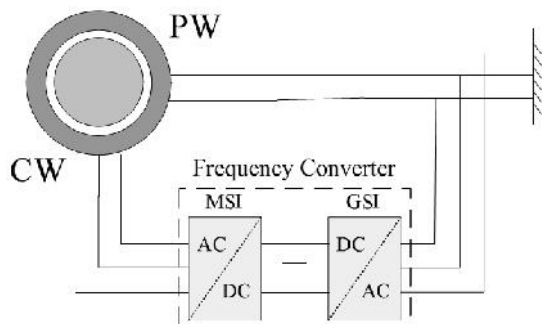 PW
CW
Frequency Converter
MSI
GSI
AC
DC
DC
AC